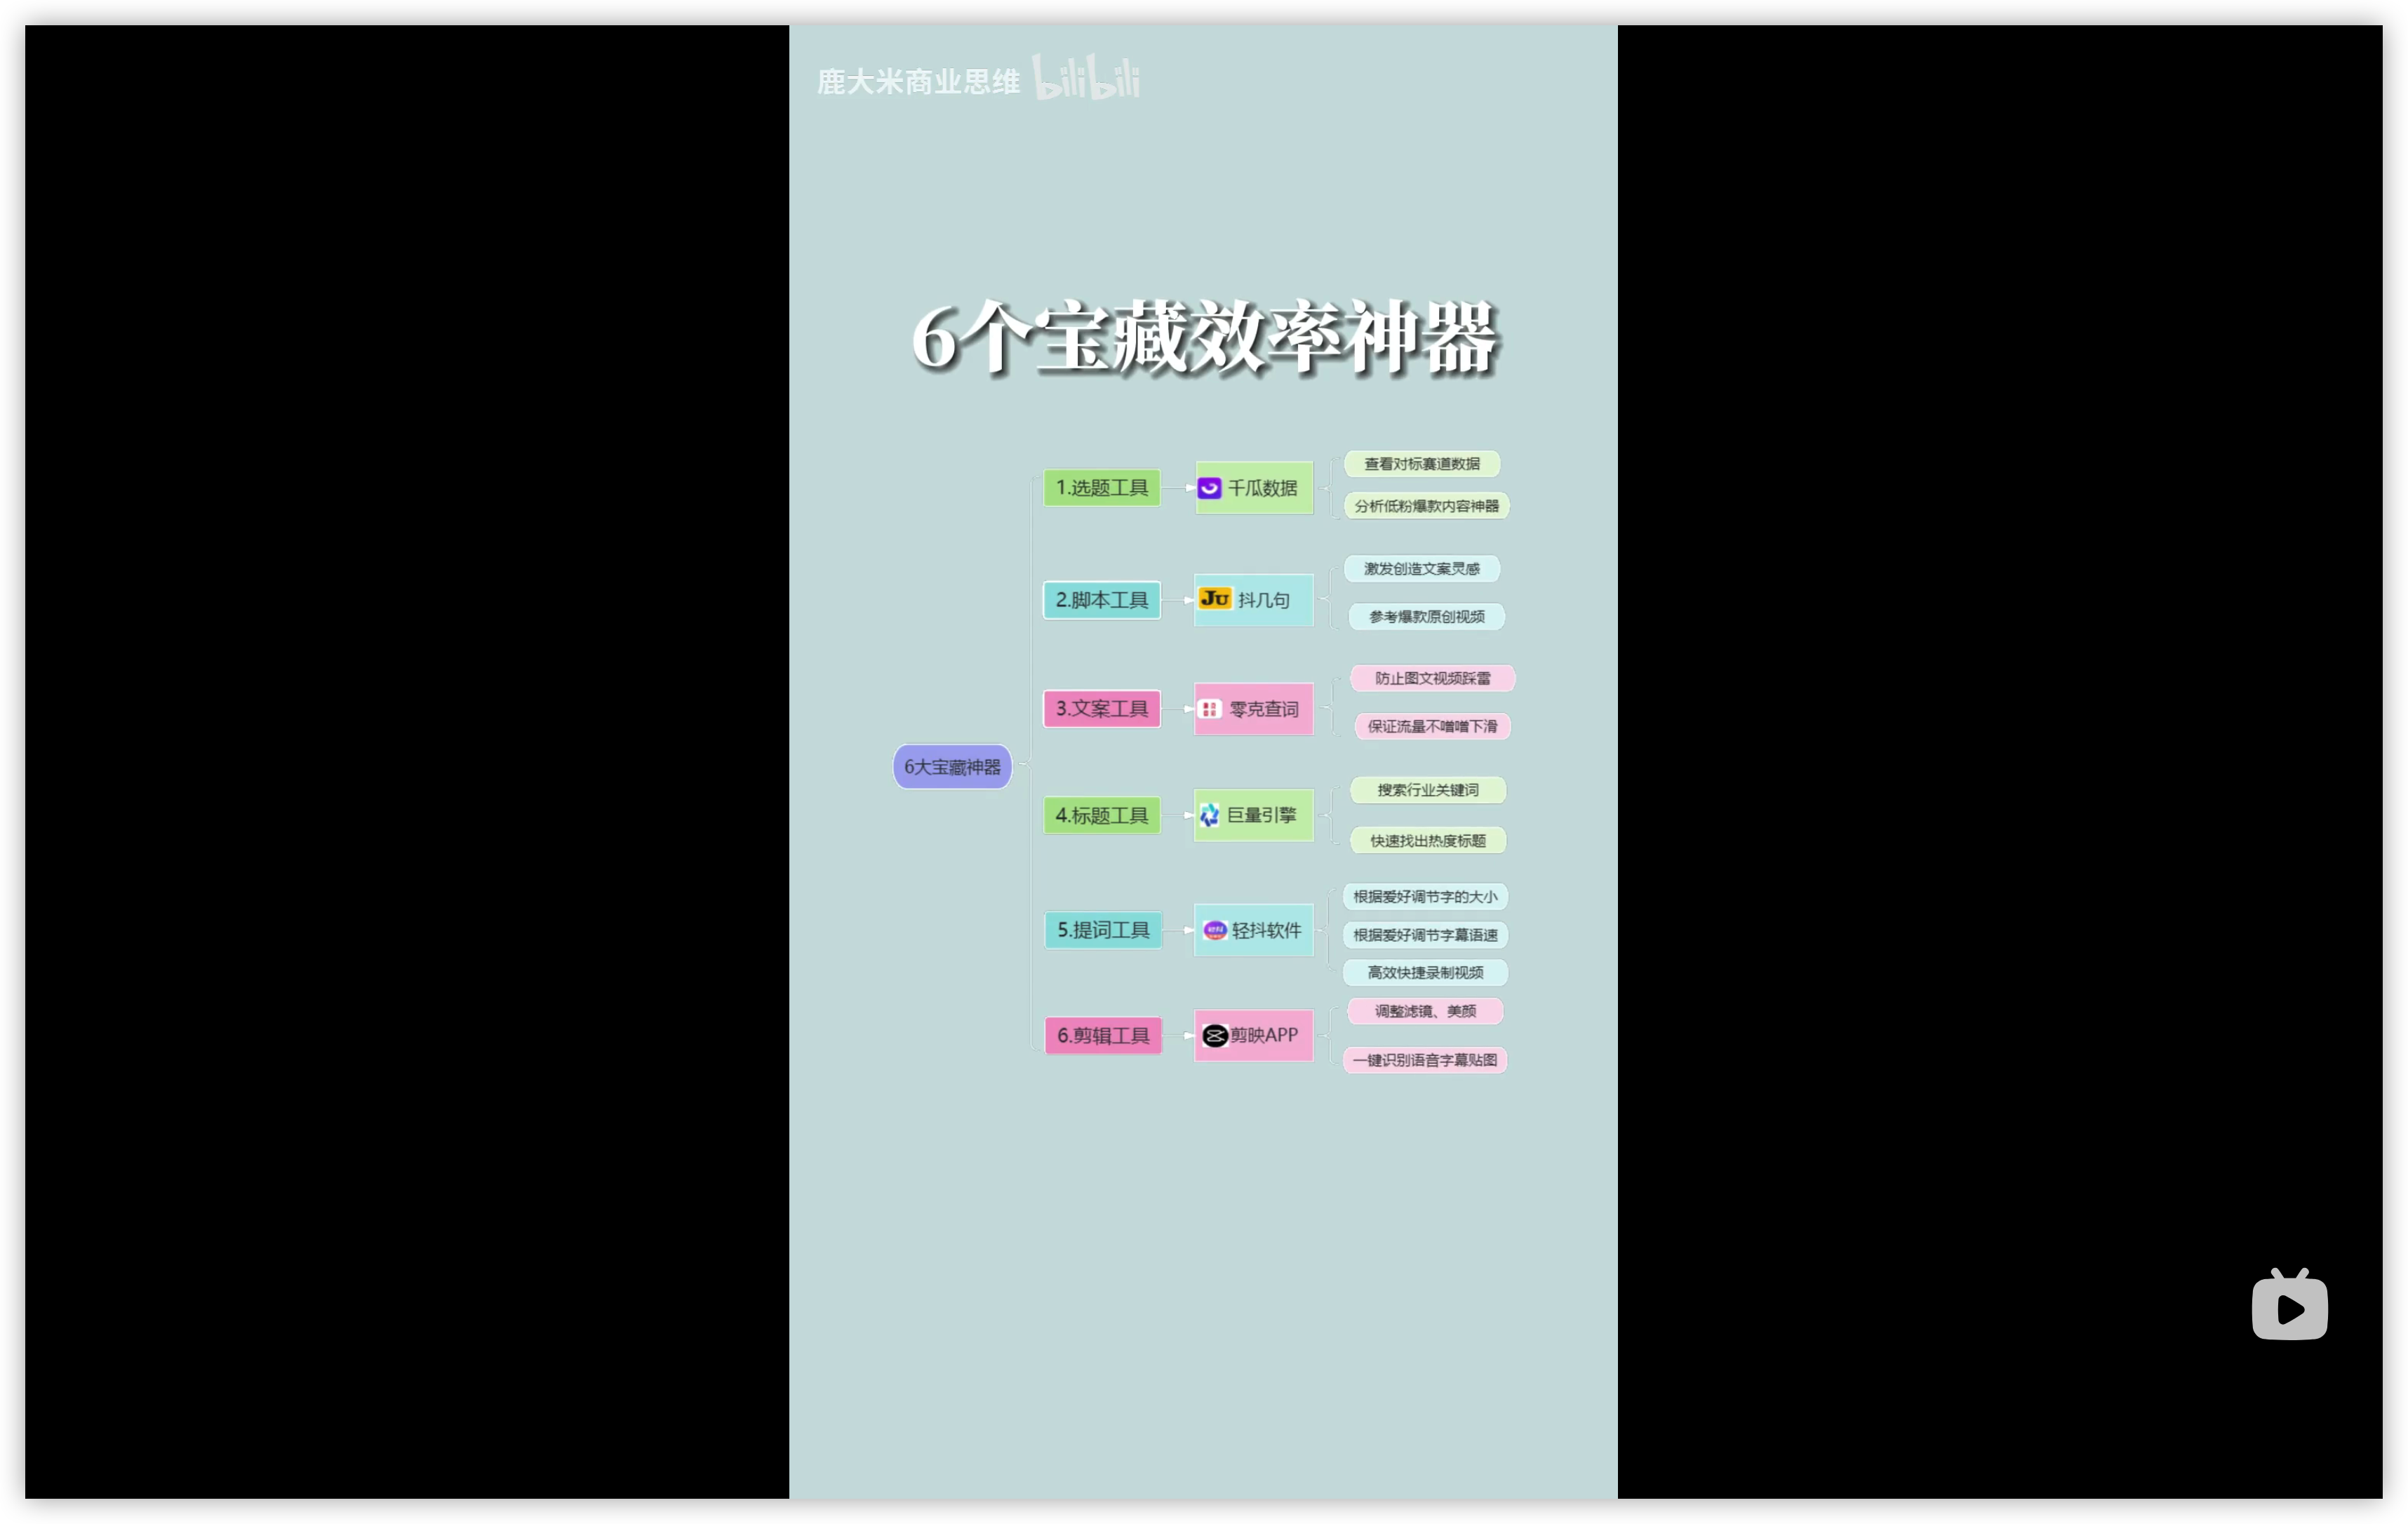 鹿大米商业思维 bilibili
6个宝藏效率神器
6大宝藏神器
1.选题工具
千瓜数据
查看对标赛道数据
分析低粉爆款内容神器
2.脚本工具
JU 抖几句
激发创造文案灵感
参考爆款原创视频
3.文案工具
零克查词
防止图文视频踩雷
保证流量不噌噌下滑
4.标题工具
巨量引擎
搜索行业关键词
快速找出热度标题
5.提词工具
轻抖 轻抖软件
根据爱好调节字的大小
根据爱好调节字幕语速
高效快捷录制视频
6.剪辑工具
剪映APP
调整滤镜、美颜
一键识别语音字幕贴图